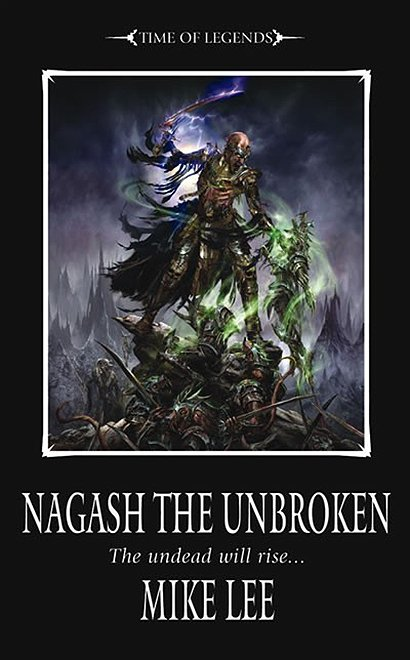 TIME OF LEGENDS
NAGASH THE UNBROKEN
The undead will rise...
MIKE LEE